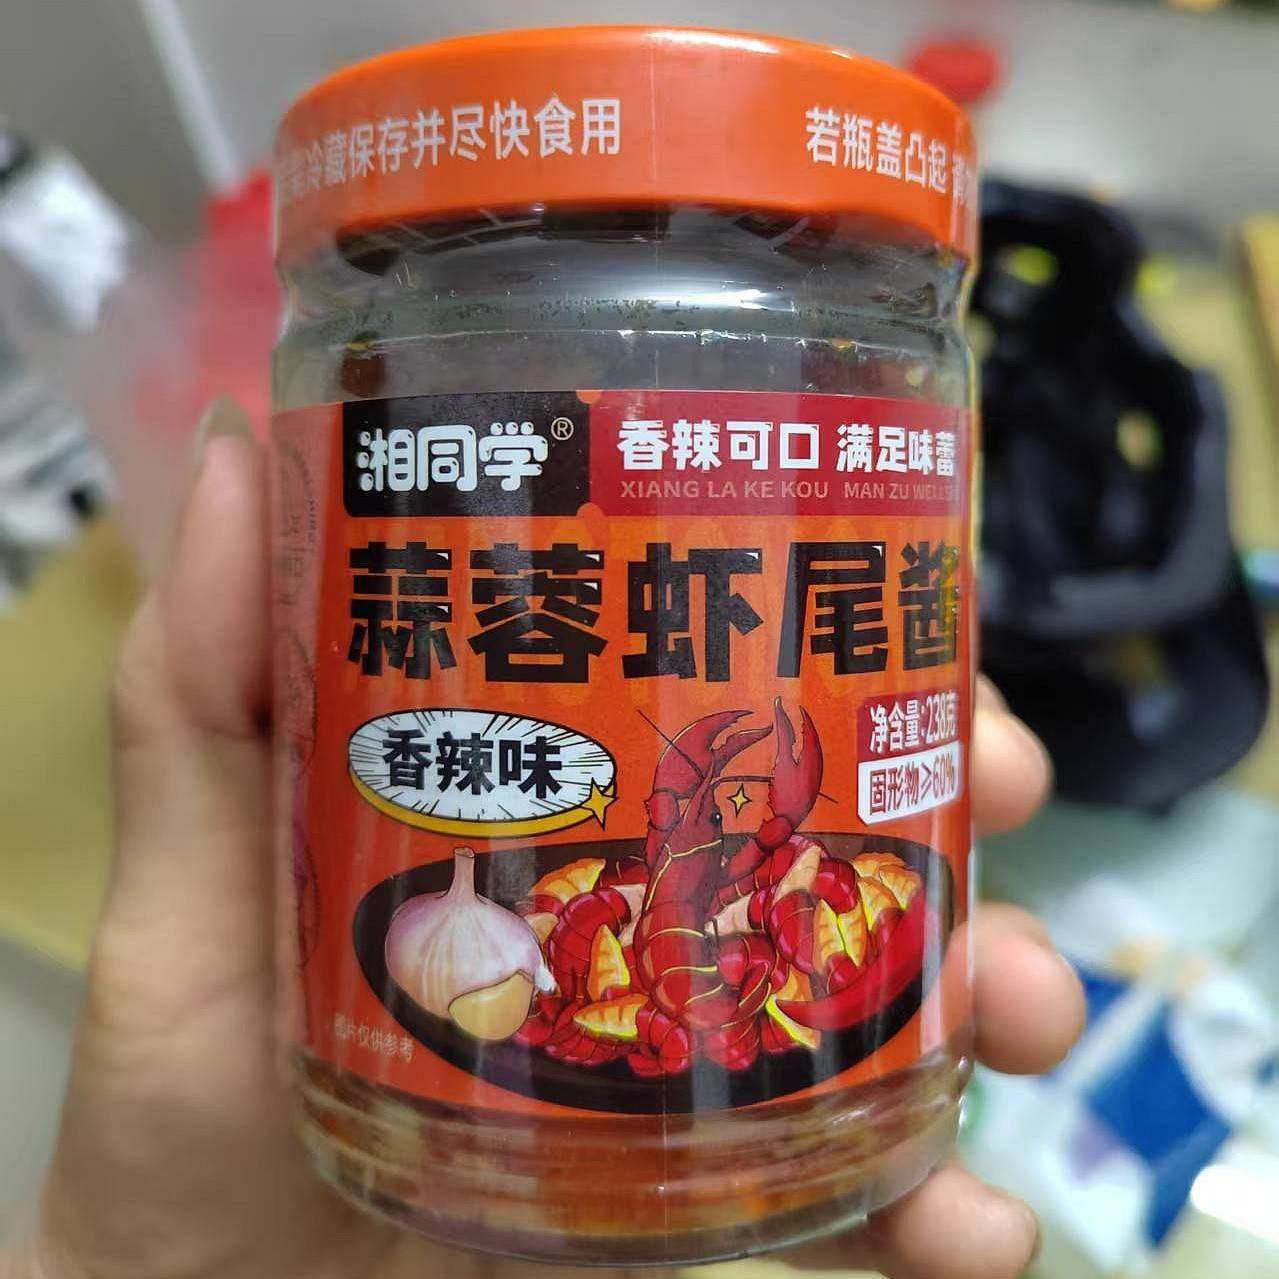 冷藏保存并尽快食用
若瓶盖凸起
湘同学®
香辣可口 满足味蕾
XIANG LA KE KOU MAN ZU WEI LEI
蒜蓉虾尾酱
香辣味
净含量:238克
固形物≥60%
图片仅供参考